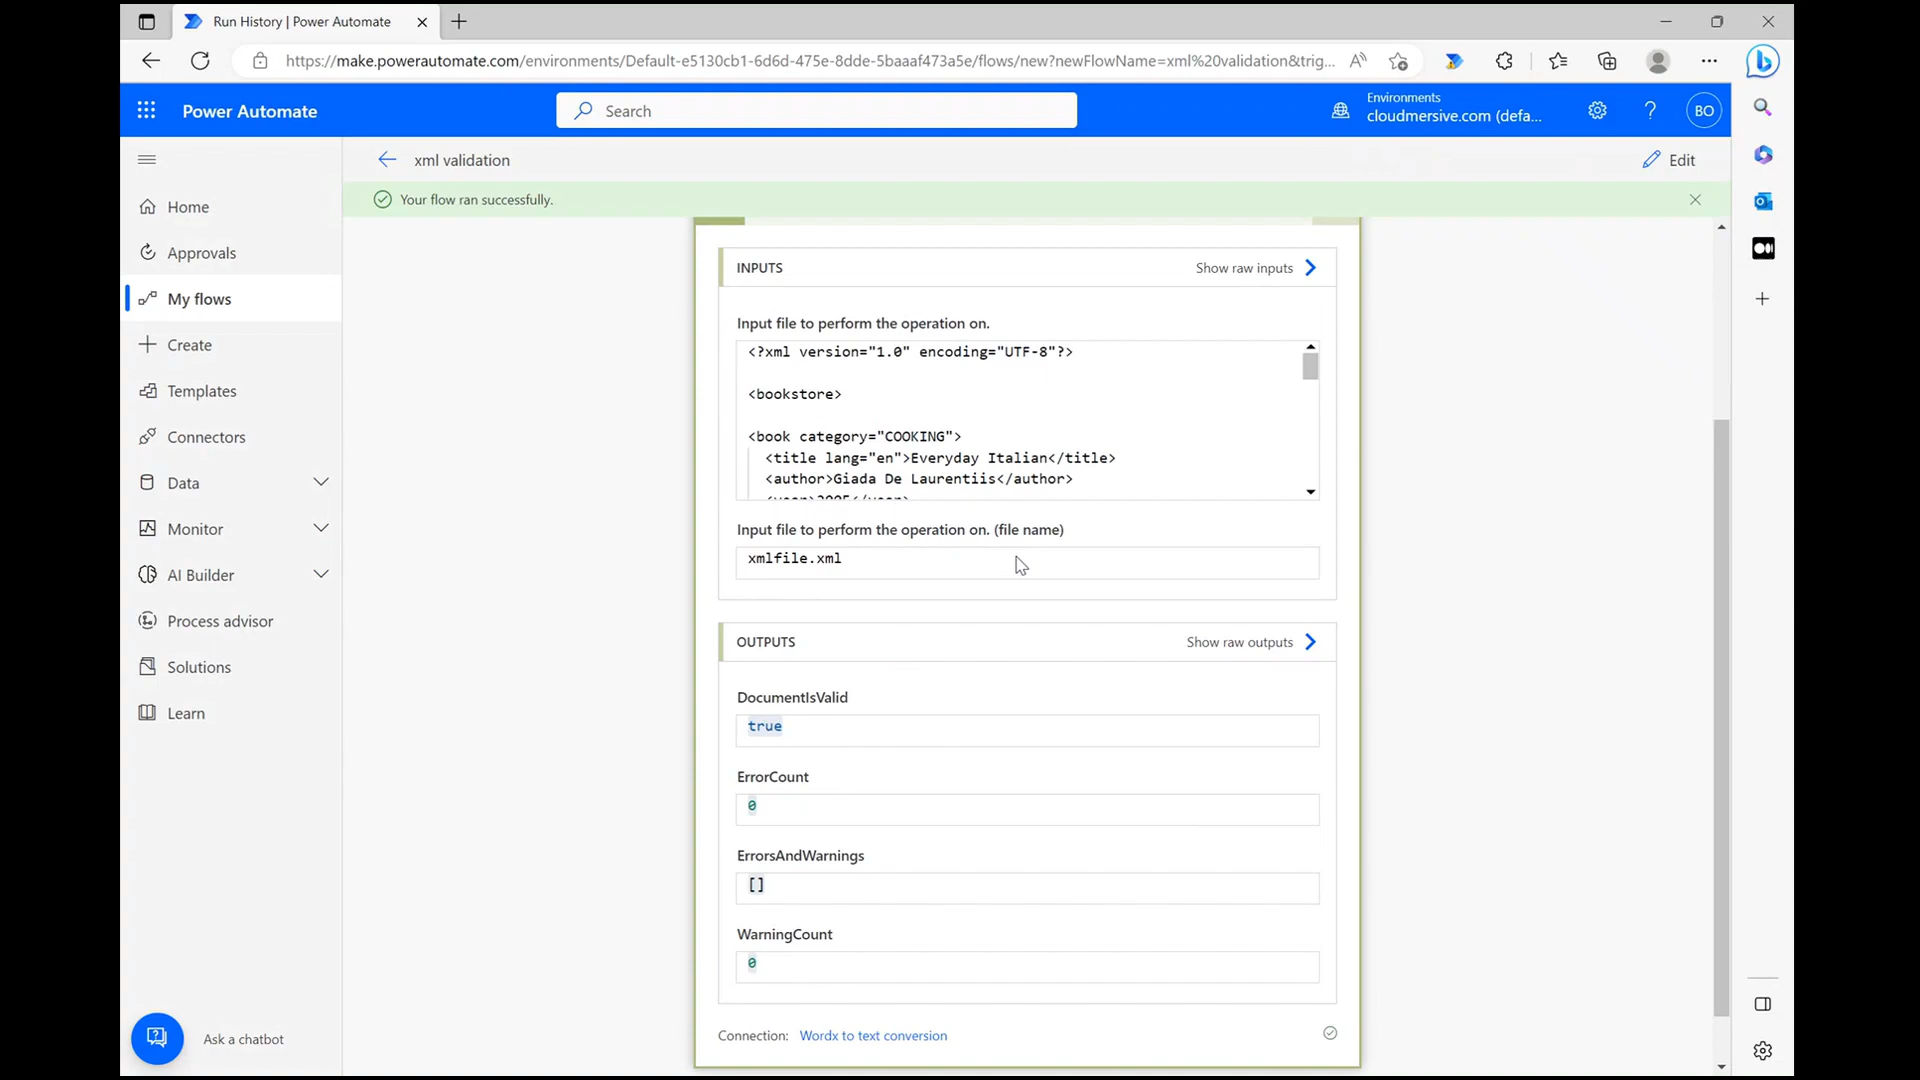 Run History | Power Automate
https://make.powerautomate.com/environments/Default-e5130cb1-6d6d-475e-8dde-5baaaf473a5e/flows/new?newFlowName=xml%20validation&trig...
Power Automate
Search
Environments
cloudmersive.com (defa...
BO
xml validation
Edit
Your flow ran successfully.
Home
Approvals
My flows
Create
Templates
Connectors
Data
Monitor
AI Builder
Process advisor
Solutions
Learn
Ask a chatbot
INPUTS
Show raw inputs
Input file to perform the operation on.
<?xml version="1.0" encoding="UTF-8"?>
<bookstore>
<book category="COOKING">
<title lang="en">Everyday Italian</title>
<author>Giada De Laurentiis</author>
<year>2005</year>
Input file to perform the operation on. (file name)
xmlfile.xml
OUTPUTS
Show raw outputs
DocumentIsValid
true
ErrorCount
0
ErrorsAndWarnings
[]
WarningCount
0
Connection: Wordx to text conversion